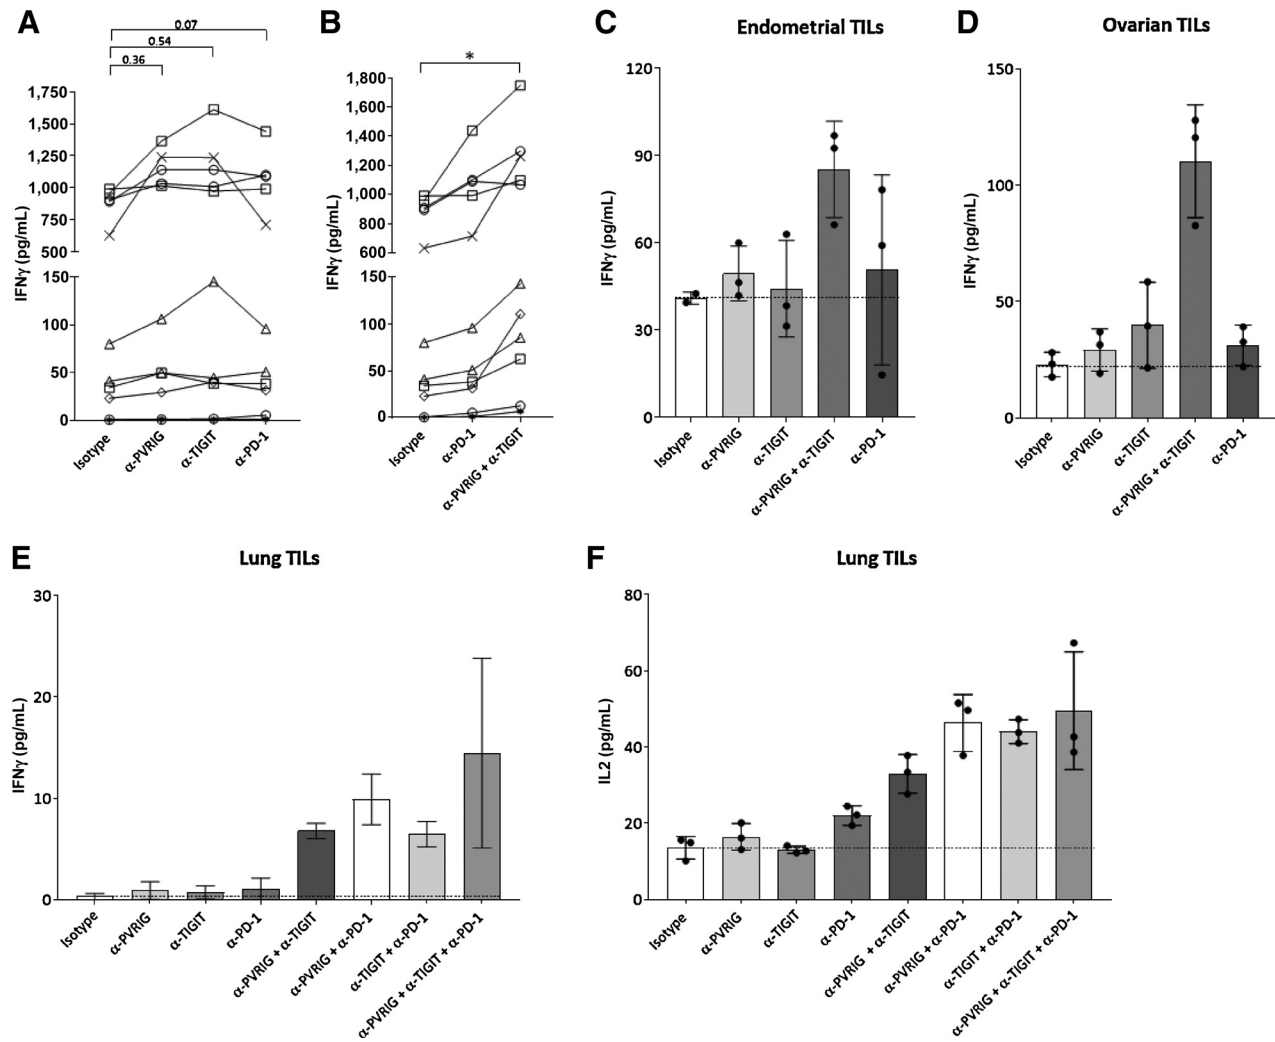 A
0.07
0.54
0.36
IFNγ (pg/mL)
1,750
1,500
1,250
1,000
750
500
150
100
50
0
Isotype
α-PVRIG
α-TIGIT
α-PD-1
B
*
IFNγ (pg/mL)
1,800
1,600
1,400
1,200
1,000
800
600
150
100
50
0
Isotype
α-PD-1
α-PVRIG + α-TIGIT
C
Endometrial TILs
IFNγ (pg/mL)
120
90
60
30
0
Isotype
α-PVRIG
α-TIGIT
α-PVRIG + α-TIGIT
α-PD-1
D
Ovarian TILs
IFNγ (pg/mL)
150
100
50
0
Isotype
α-PVRIG
α-TIGIT
α-PVRIG + α-TIGIT
α-PD-1
E
Lung TILs
IFNγ (pg/mL)
30
20
10
0
Isotype
α-PVRIG
α-TIGIT
α-PD-1
α-PVRIG + α-TIGIT
α-PVRIG + α-PD-1
α-TIGIT + α-PD-1
α-PVRIG + α-TIGIT + α-PD-1
F
Lung TILs
IL2 (pg/mL)
80
60
40
20
0
Isotype
α-PVRIG
α-TIGIT
α-PD-1
α-PVRIG + α-TIGIT
α-PVRIG + α-PD-1
α-TIGIT + α-PD-1
α-PVRIG + α-TIGIT + α-PD-1